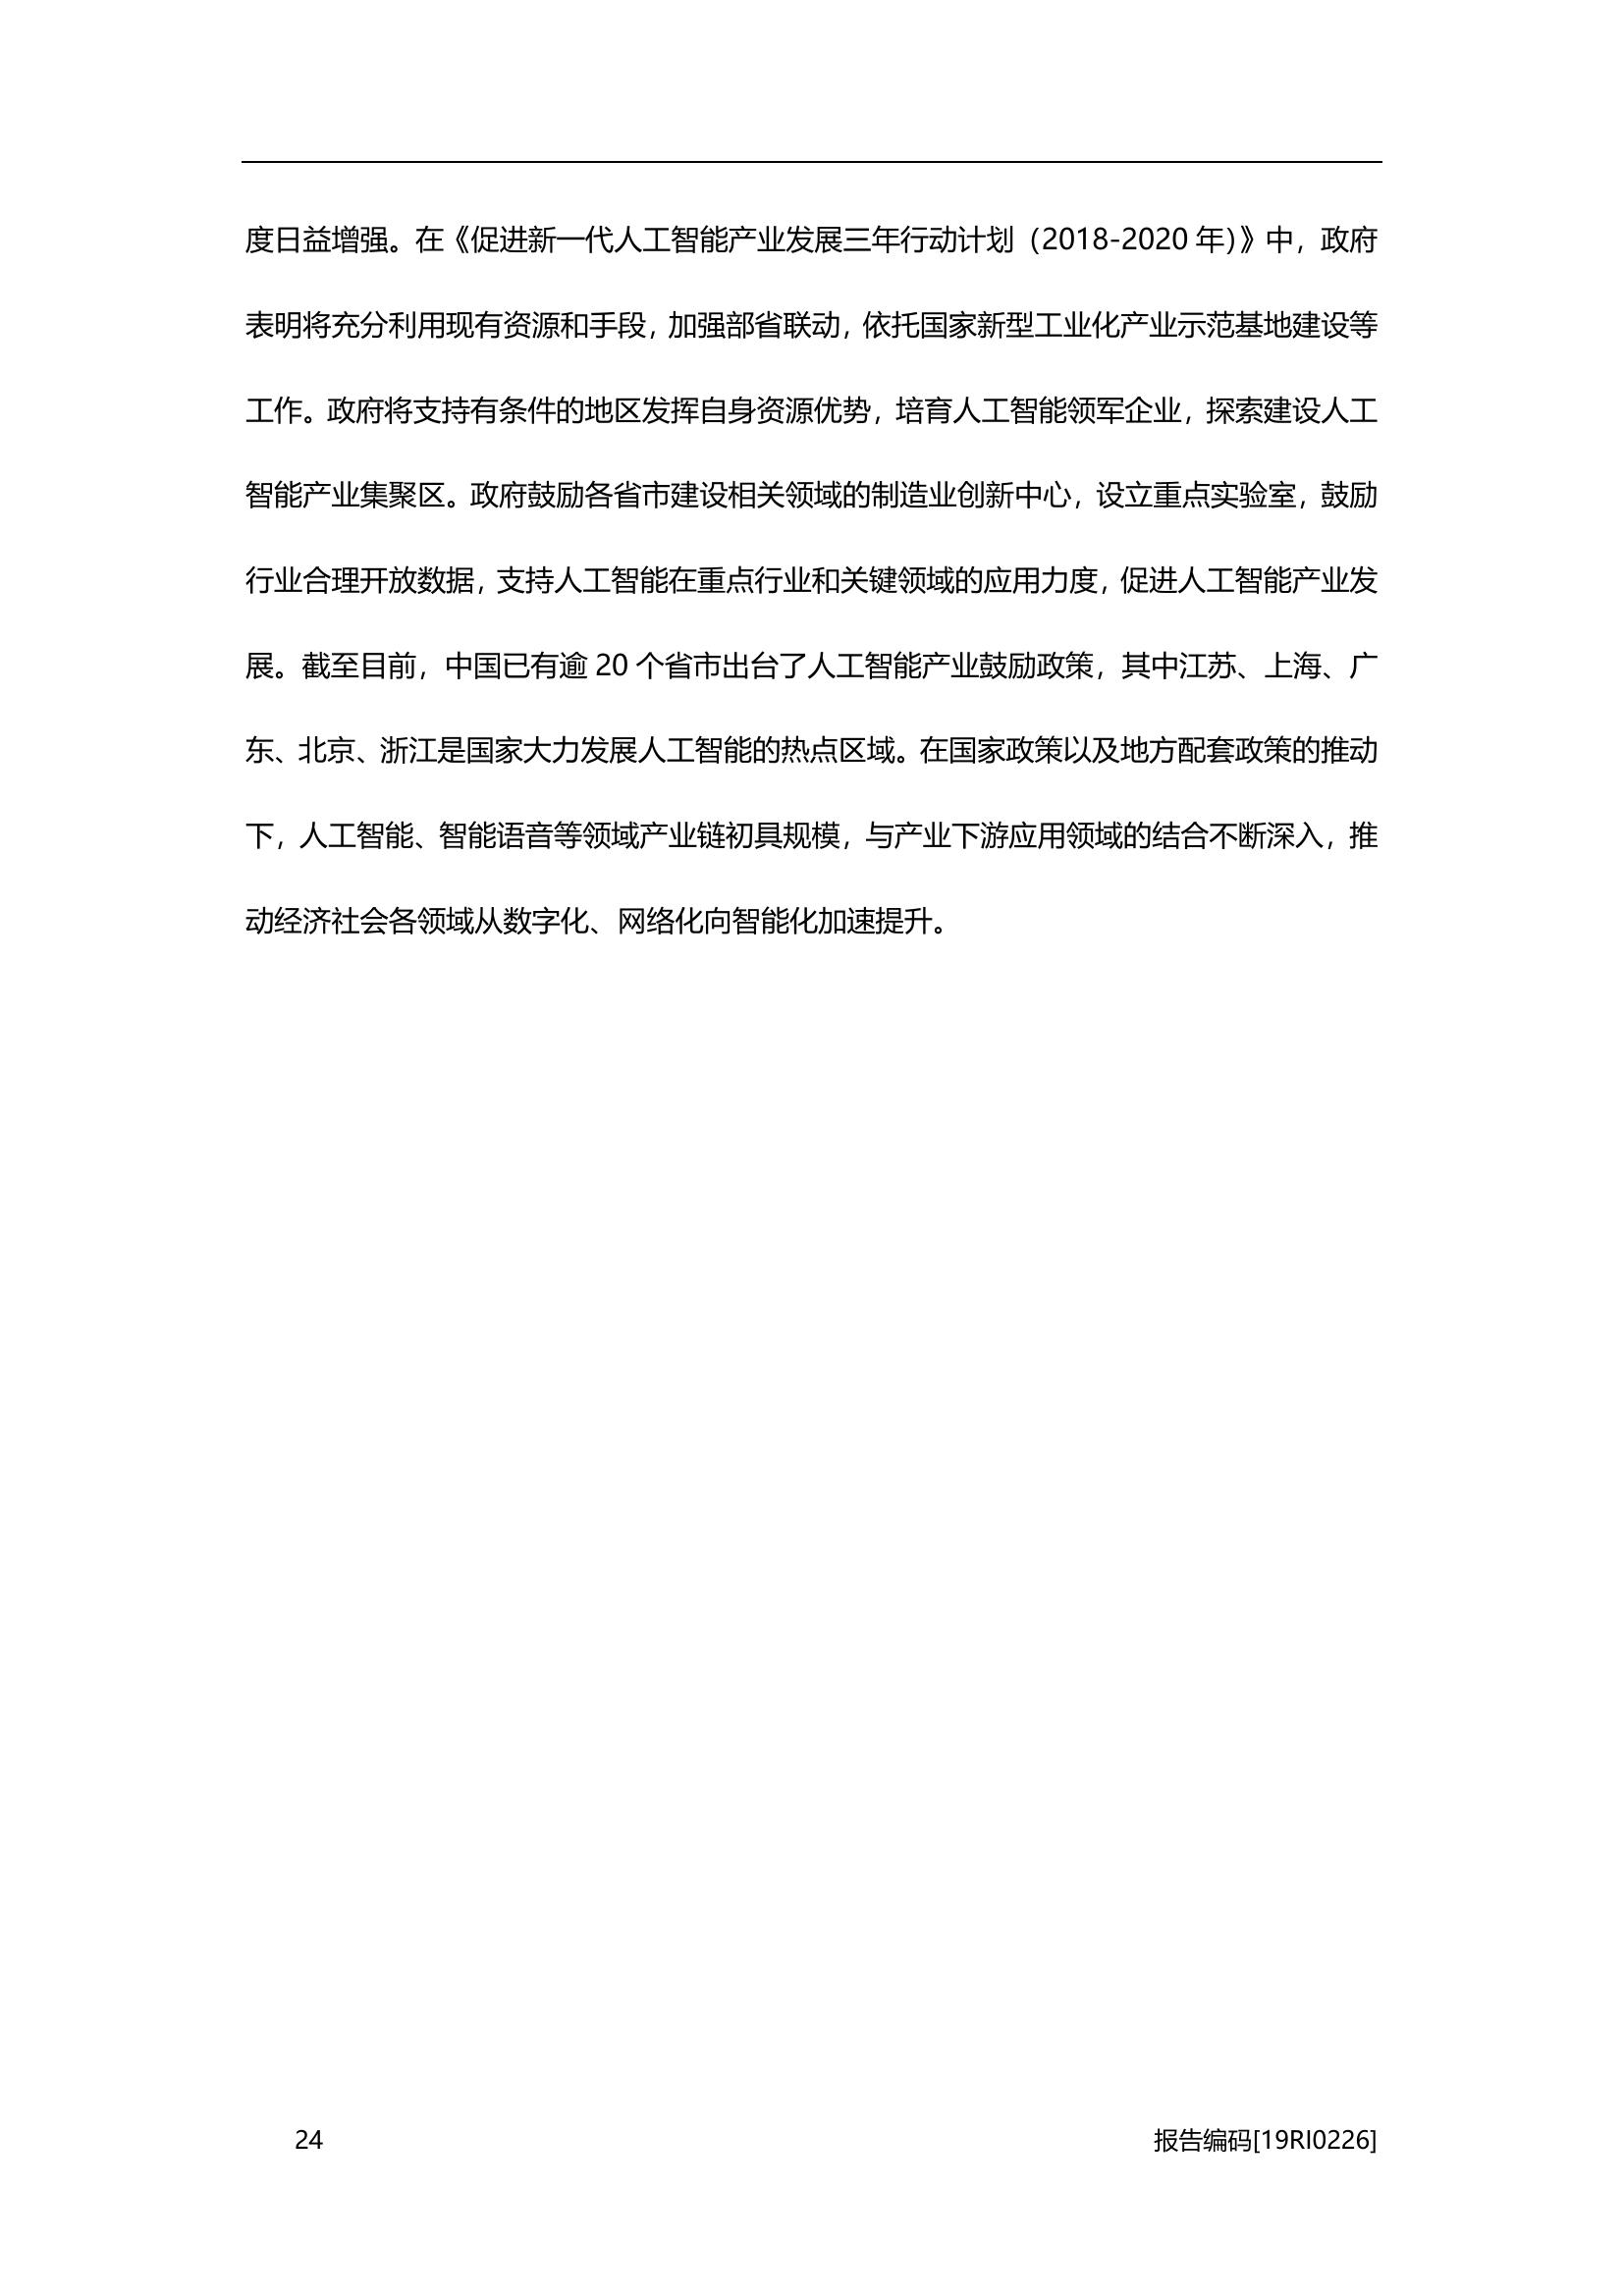 度日益增强。在《促进新一代人工智能产业发展三年行动计划（2018-2020 年）》中，政府
表明将充分利用现有资源和手段，加强部省联动，依托国家新型工业化产业示范基地建设等
工作。政府将支持有条件的地区发挥自身资源优势，培育人工智能领军企业，探索建设人工
智能产业集聚区。政府鼓励各省市建设相关领域的制造业创新中心，设立重点实验室，鼓励
行业合理开放数据，支持人工智能在重点行业和关键领域的应用力度，促进人工智能产业发
展。截至目前，中国已有逾 20 个省市出台了人工智能产业鼓励政策，其中江苏、上海、广
东、北京、浙江是国家大力发展人工智能的热点区域。在国家政策以及地方配套政策的推动
下，人工智能、智能语音等领域产业链初具规模，与产业下游应用领域的结合不断深入，推
动经济社会各领域从数字化、网络化向智能化加速提升。
24 报告编码[19RI0226]